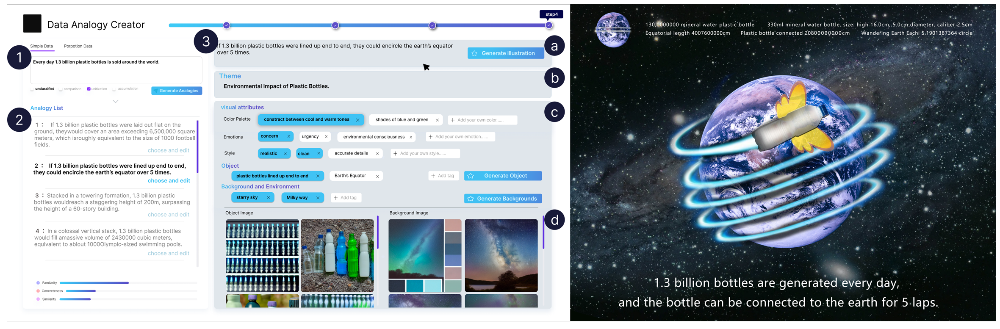 Data Analogy Creator
step4
1
Simple Data
Porpotion Data
Every day 1.3 billion plastic bottles is sold around the world.
unclassified
comparison
unitization
accumulation
Generate Analogies
2
Analogy List
1 : If 1.3 billion plastic bottles were laid out flat on the
ground, theywould cover an area exceeding 6,500,000 square
meters, which isroughly equivalent to the size of 1000 football
fields.
choose and edit
2 : If 1.3 billion plastic bottles were lined up end to end,
they could encircle the earth's equator over 5 times.
choose and edit
3 : Stacked in a towering formation, 1.3 billion plastic
bottles wouldreach a staggering height of 200m, surpassing
the height of a 60-story building.
choose and edit
4 : In a colossal vertical stack, 1.3 billion plastic bottles
would fill amassive volume of 2430000 cubic meters,
equivalent to ablout 1000Olympic-sized swimming pools.
choose and edit
Familarity
Concreteness
Similarity
3
If 1.3 billion plastic bottles were lined up end to end, they could encircle the earth's equator
over 5 times.
Generate illustration
a
Theme
Environmental Impact of Plastic Bottles.
b
visual attributes
c
Color Palette
constract between cool and warm tones ×
shades of blue and green ×
+ Add your own color......
Emotions
concern ×
urgency ×
environmental consciousness ×
+ Add your own emotion......
Style
realistic ×
clean ×
accurate details ×
+ Add your own style......
Object
plastic bottles lined up end to end ×
Earth's Equator ×
+ Add tag
Generate Object
Background and Environment
starry sky ×
Milky way ×
+ Add tag
Generate Backgrounds
Object Image
Background Image
d
130,0000000 mineral water plastic bottle
330ml mineral water bottle, size: high 16.0cm, 5.0cm diameter, caliber 2.5cm
Equatorial length 4007600000cm
Plastic bottle connected 20800000000cm
Wandering Earth Eachi 5.1901387364 circle
1.3 billion bottles are generated every day,
and the bottle can be connected to the earth for 5 laps.